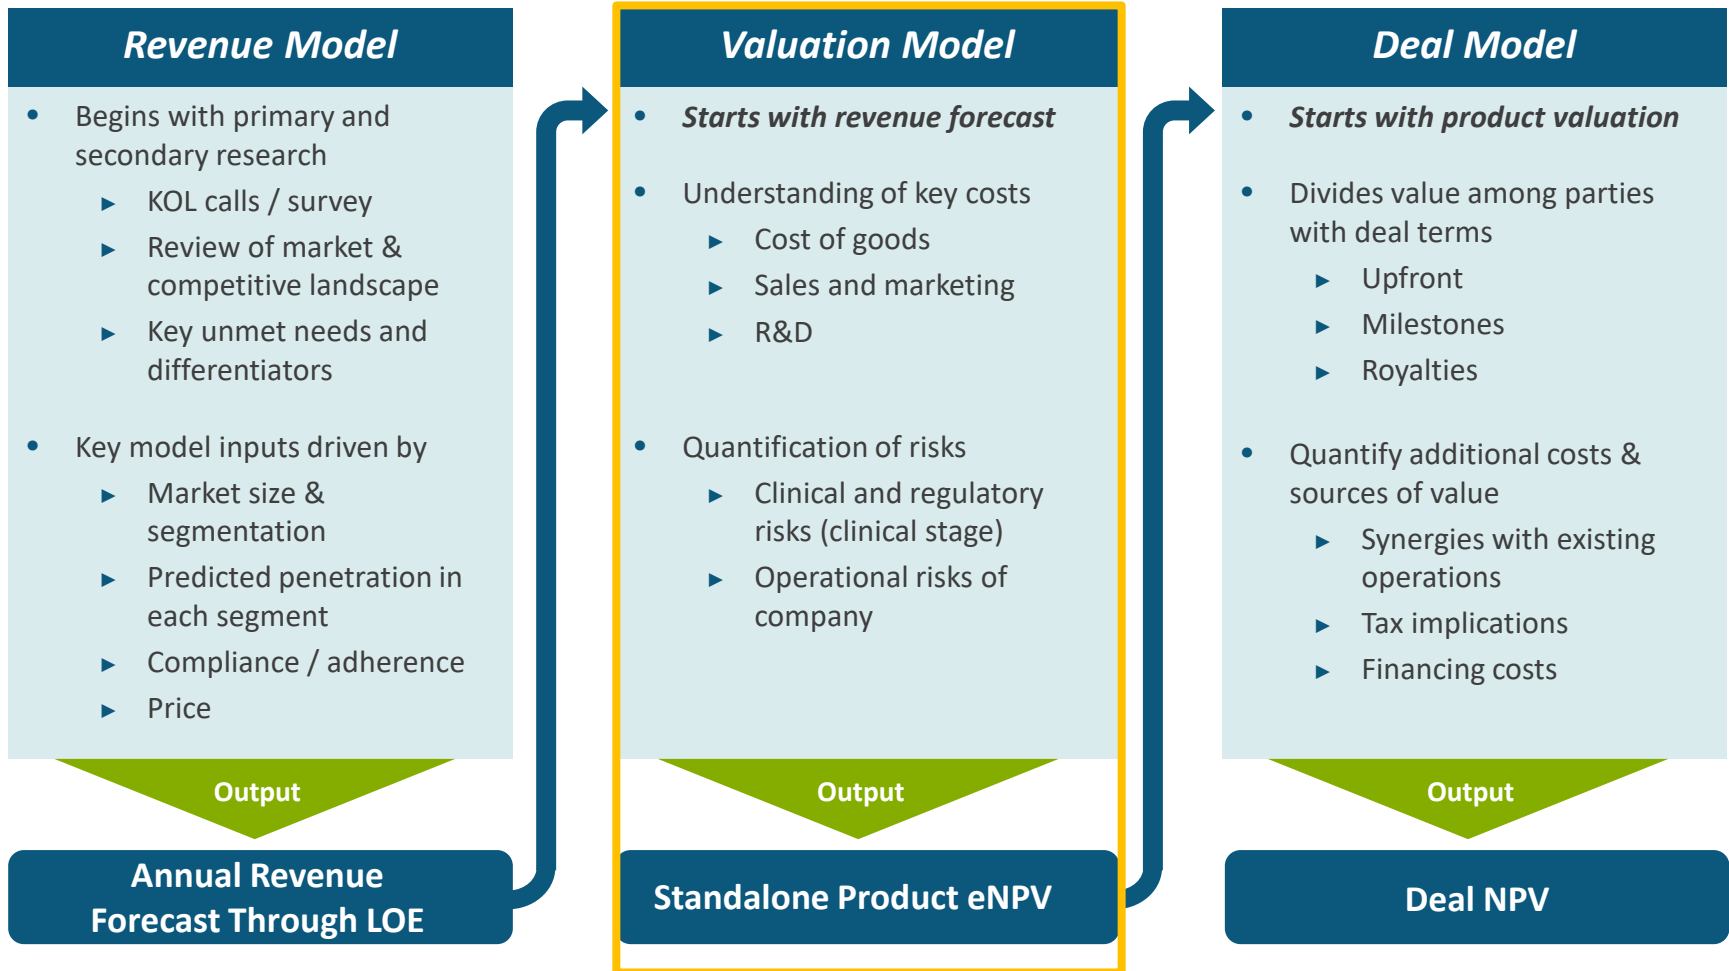 Revenue Model
• Begins with primary and
secondary research
► KOL calls / survey
► Review of market &
competitive landscape
► Key unmet needs and
differentiators
• Key model inputs driven by
► Market size &
segmentation
► Predicted penetration in
each segment
► Compliance / adherence
► Price
Output
Annual Revenue
Forecast Through LOE
Valuation Model
• Starts with revenue forecast
• Understanding of key costs
► Cost of goods
► Sales and marketing
► R&D
• Quantification of risks
► Clinical and regulatory
risks (clinical stage)
► Operational risks of
company
Output
Standalone Product eNPV
Deal Model
• Starts with product valuation
• Divides value among parties
with deal terms
► Upfront
► Milestones
► Royalties
• Quantify additional costs &
sources of value
► Synergies with existing
operations
► Tax implications
► Financing costs
Output
Deal NPV